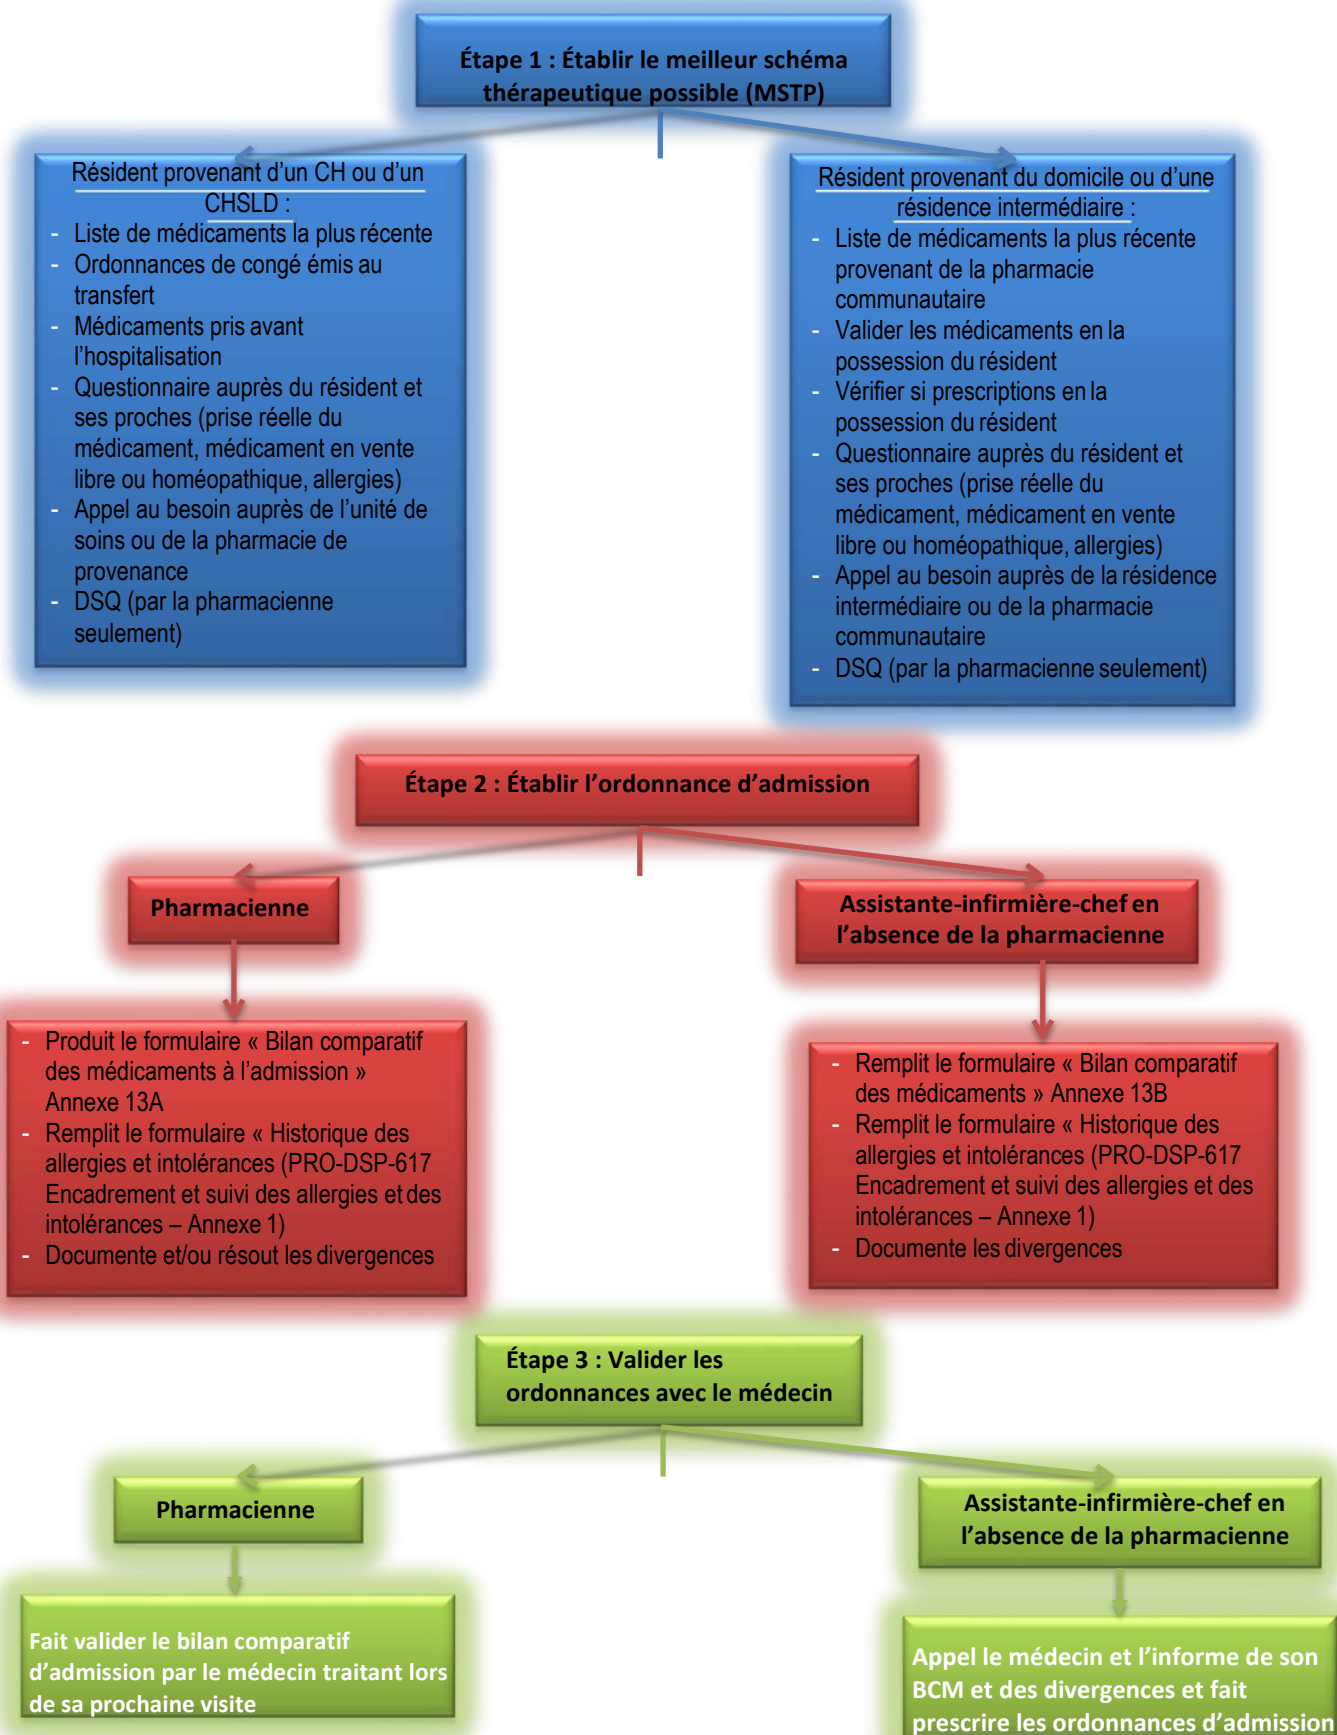 Étape 1 : Établir le meilleur schéma
thérapeutique possible (MSTP)
Résident provenant d’un CH ou d’un
CHSLD :
- Liste de médicaments la plus récente
- Ordonnances de congé émis au
transfert
- Médicaments pris avant
l’hospitalisation
- Questionnaire auprès du résident et
ses proches (prise réelle du
médicament, médicament en vente
libre ou homéopathique, allergies)
- Appel au besoin auprès de l’unité de
soins ou de la pharmacie de
provenance
- DSQ (par la pharmacienne
seulement)
Résident provenant du domicile ou d’une
résidence intermédiaire :
- Liste de médicaments la plus récente
provenant de la pharmacie
communautaire
- Valider les médicaments en la
possession du résident
- Vérifier si prescriptions en la
possession du résident
- Questionnaire auprès du résident et
ses proches (prise réelle du
médicament, médicament en vente
libre ou homéopathique, allergies)
- Appel au besoin auprès de la résidence
intermédiaire ou de la pharmacie
communautaire
- DSQ (par la pharmacienne seulement)
Étape 2 : Établir l’ordonnance d’admission
Pharmacienne
- Produit le formulaire « Bilan comparatif
des médicaments à l’admission »
Annexe 13A
- Remplit le formulaire « Historique des
allergies et intolérances (PRO-DSP-617
Encadrement et suivi des allergies et des
intolérances – Annexe 1)
- Documente et/ou résout les divergences
Assistante-infirmière-chef en
l’absence de la pharmacienne
- Remplit le formulaire « Bilan comparatif
des médicaments » Annexe 13B
- Remplit le formulaire « Historique des
allergies et intolérances (PRO-DSP-617
Encadrement et suivi des allergies et des
intolérances – Annexe 1)
- Documente les divergences
Étape 3 : Valider les
ordonnances avec le médecin
Pharmacienne
Fait valider le bilan comparatif
d’admission par le médecin traitant lors
de sa prochaine visite
Assistante-infirmière-chef en
l’absence de la pharmacienne
Appel le médecin et l’informe de son
BCM et des divergences et fait
prescrire les ordonnances d’admission